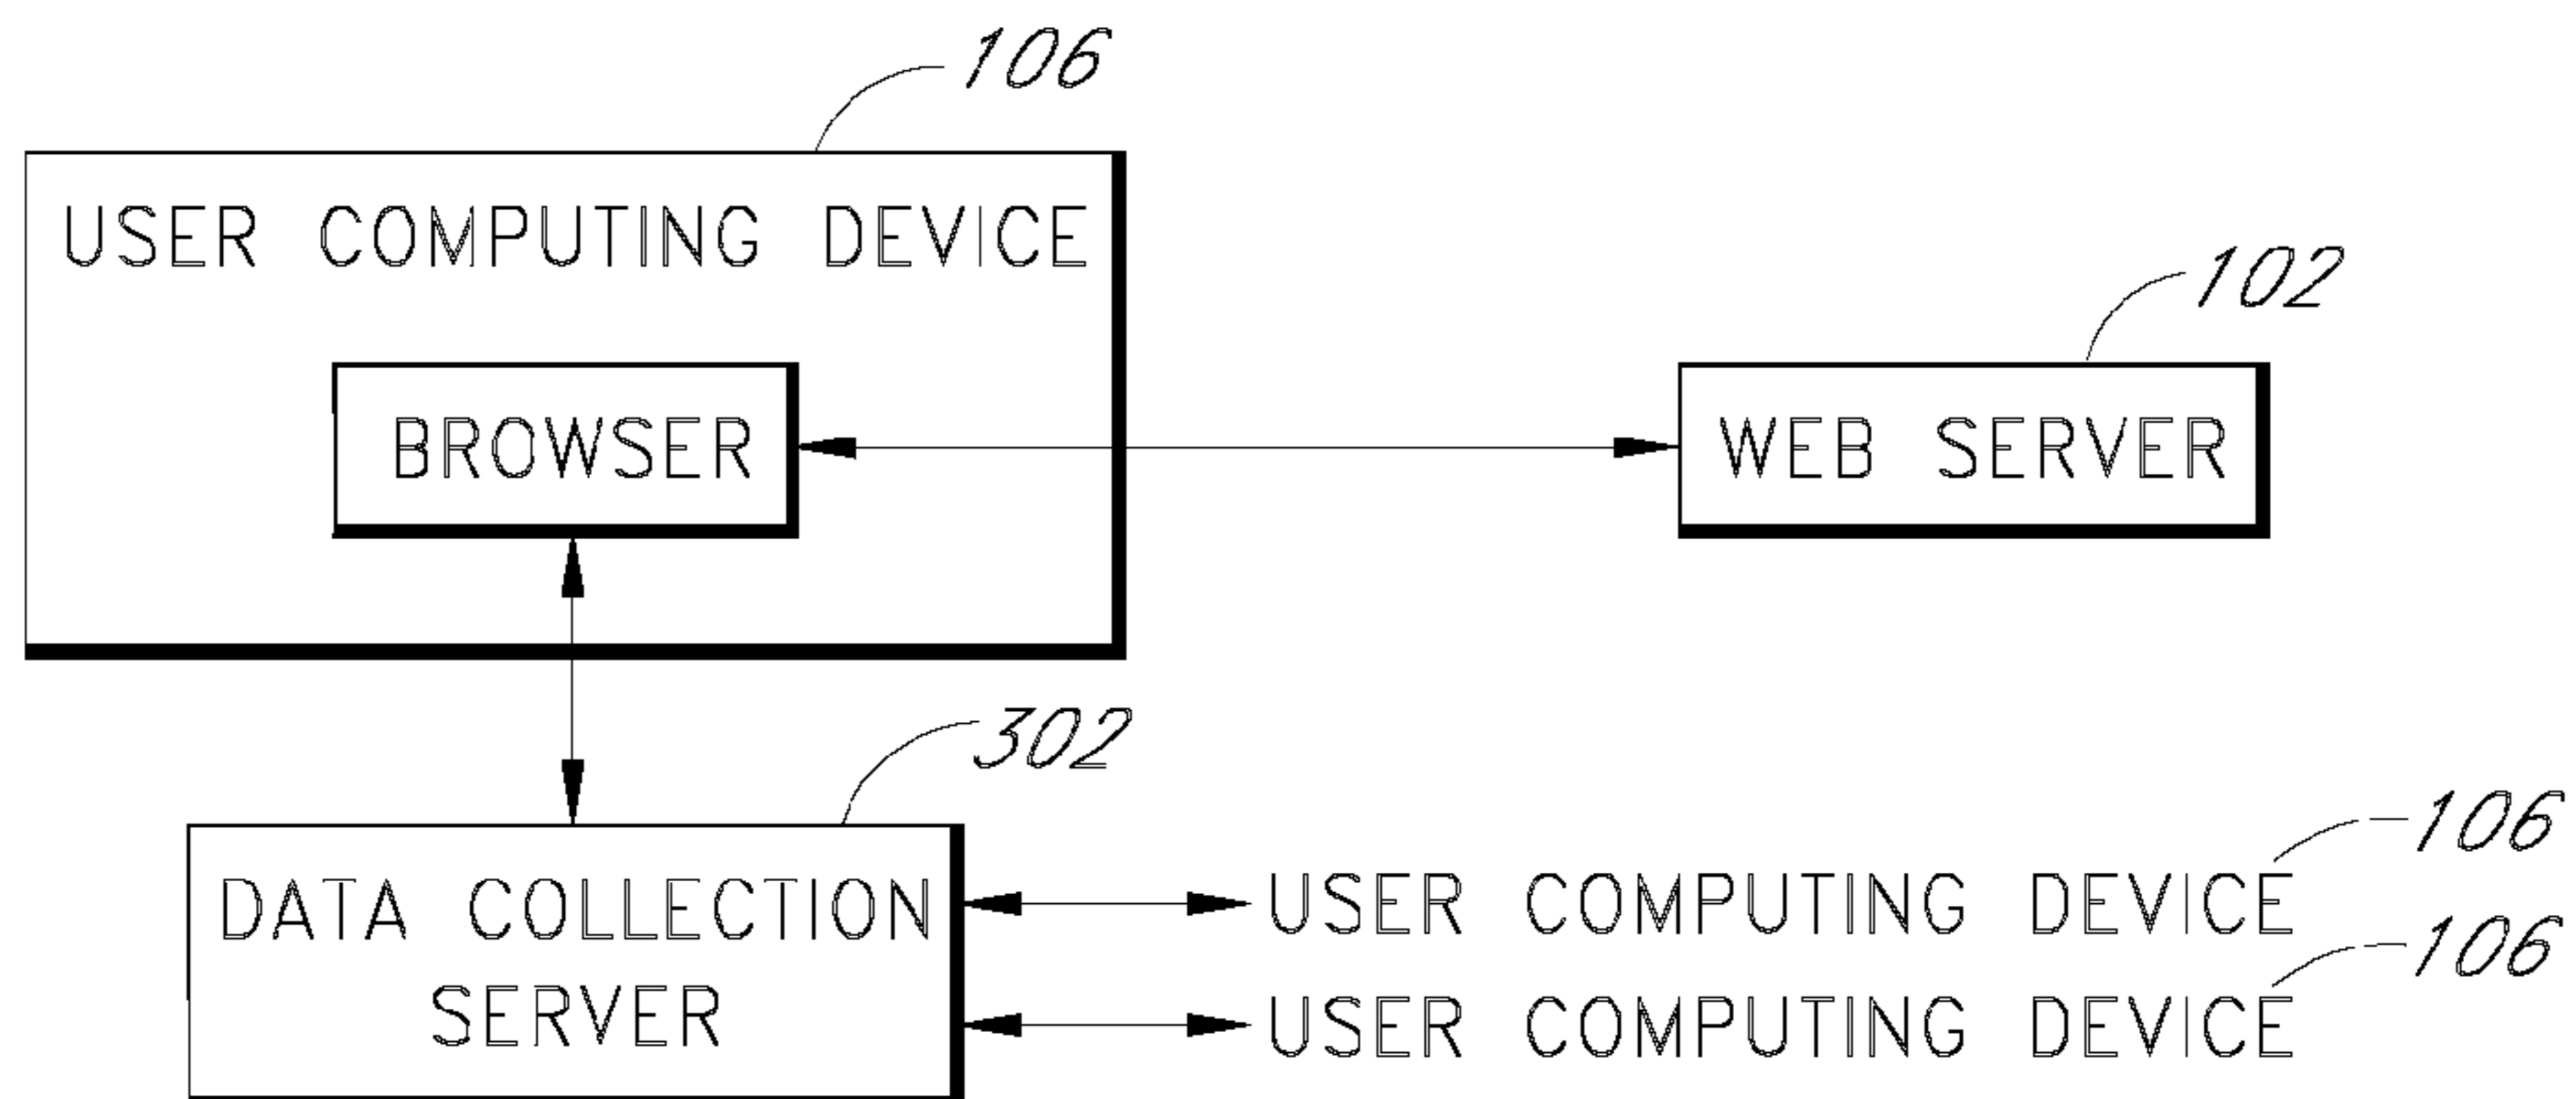 106
USER COMPUTING DEVICE
102
BROWSER
WEB SERVER
302
106
DATA COLLECTION
USER COMPUTING DEVICE
106
SERVER
USER COMPUTING DEVICE